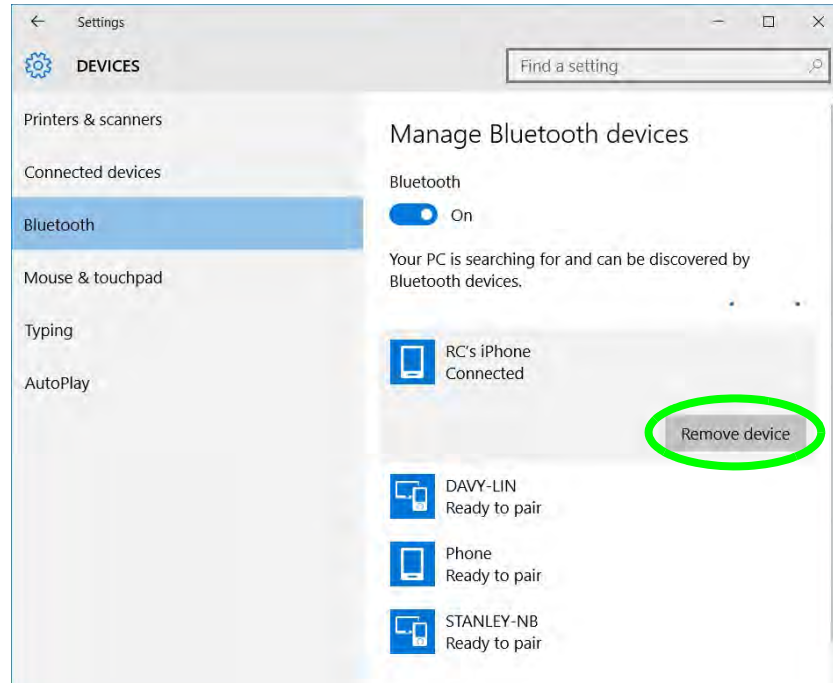 Settings
DEVICES
Find a setting
Printers & scanners
Connected devices
Bluetooth
Mouse & touchpad
Typing
AutoPlay
Manage Bluetooth devices
Bluetooth
On
Your PC is searching for and can be discovered by
Bluetooth devices.
RC's iPhone
Connected
Remove device
DAVY-LIN
Ready to pair
Phone
Ready to pair
STANLEY-NB
Ready to pair